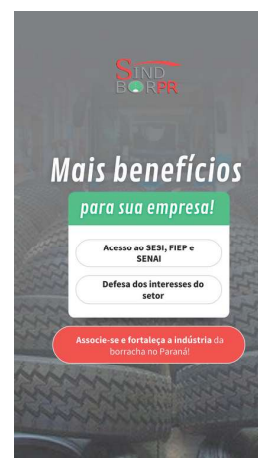 SIND
BORPR
Mais benefícios
para sua empresa!
Acesso ao SESI, FIEP e
SENAI
Defesa dos interesses do
setor
Associe-se e fortaleça a indústria da
borracha no Paraná!